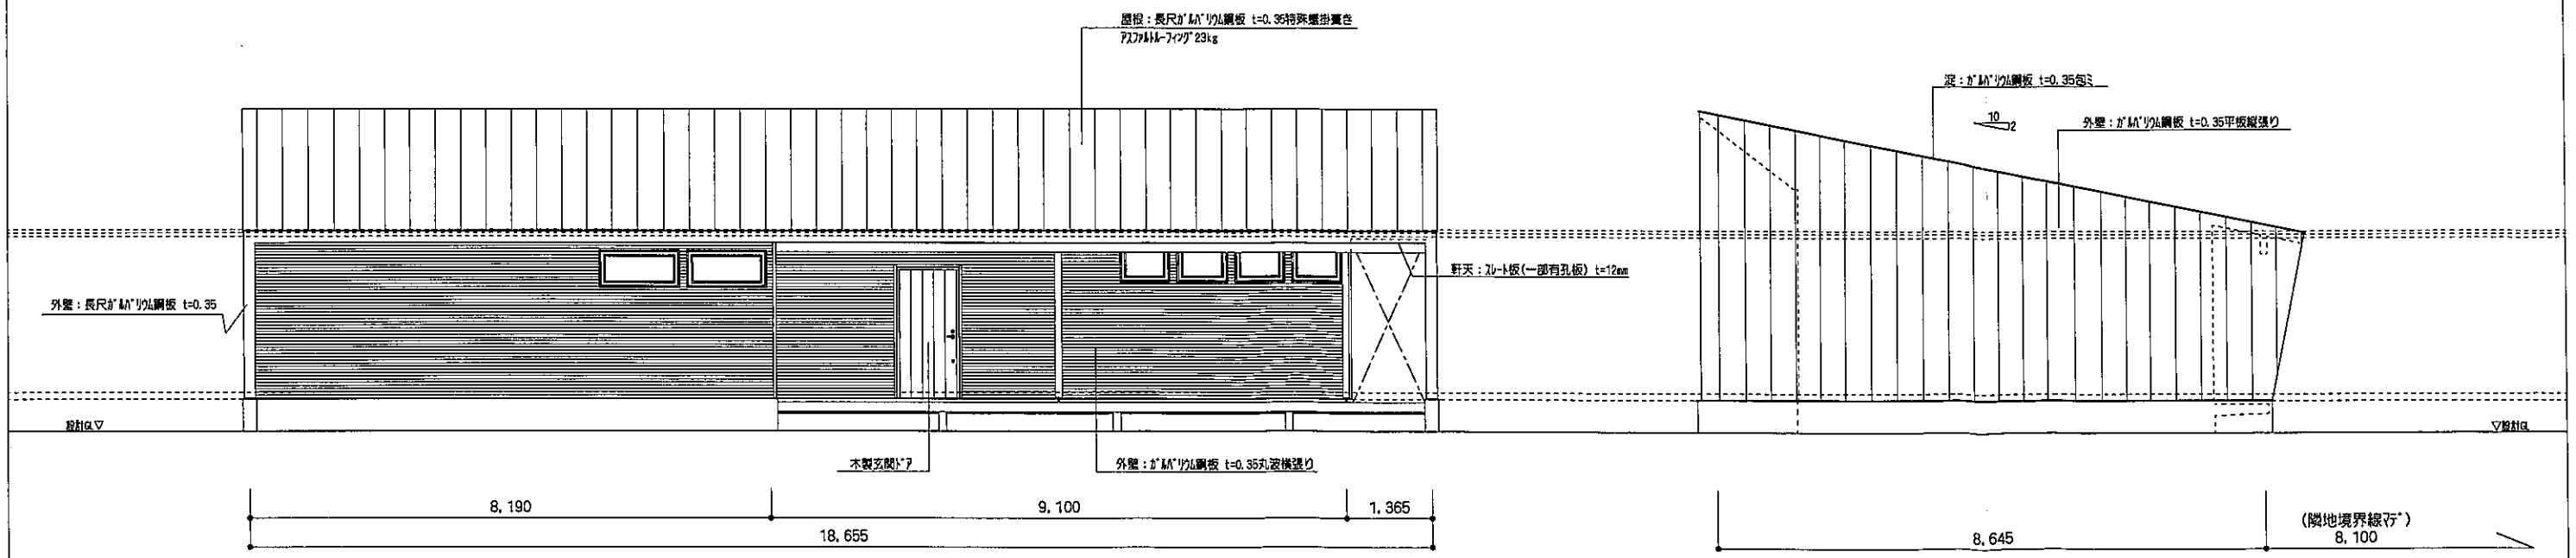 屋根：長尺ｶﾞﾙﾊﾞﾘｳﾑ鋼板 t=0.35特殊蟻掛葺き
ｱｽﾌｧﾙﾄﾙｰﾌｨﾝｸﾞ23kg
淀：ｶﾞﾙﾊﾞﾘｳﾑ鋼板 t=0.35包ﾐ
10
2
外壁：ｶﾞﾙﾊﾞﾘｳﾑ鋼板 t=0.35平板縦張り
軒天：ｽﾚｰﾄ板(一部有孔板) t=12mm
外壁：長尺ｶﾞﾙﾊﾞﾘｳﾑ鋼板 t=0.35
設計GL▽
▽設計GL
木製玄関ﾄﾞｱ
外壁：ｶﾞﾙﾊﾞﾘｳﾑ鋼板 t=0.35丸波横張り
8,190
9,100
1,365
18,655
8,645
(隣地境界線ﾏﾃﾞ)
8,100